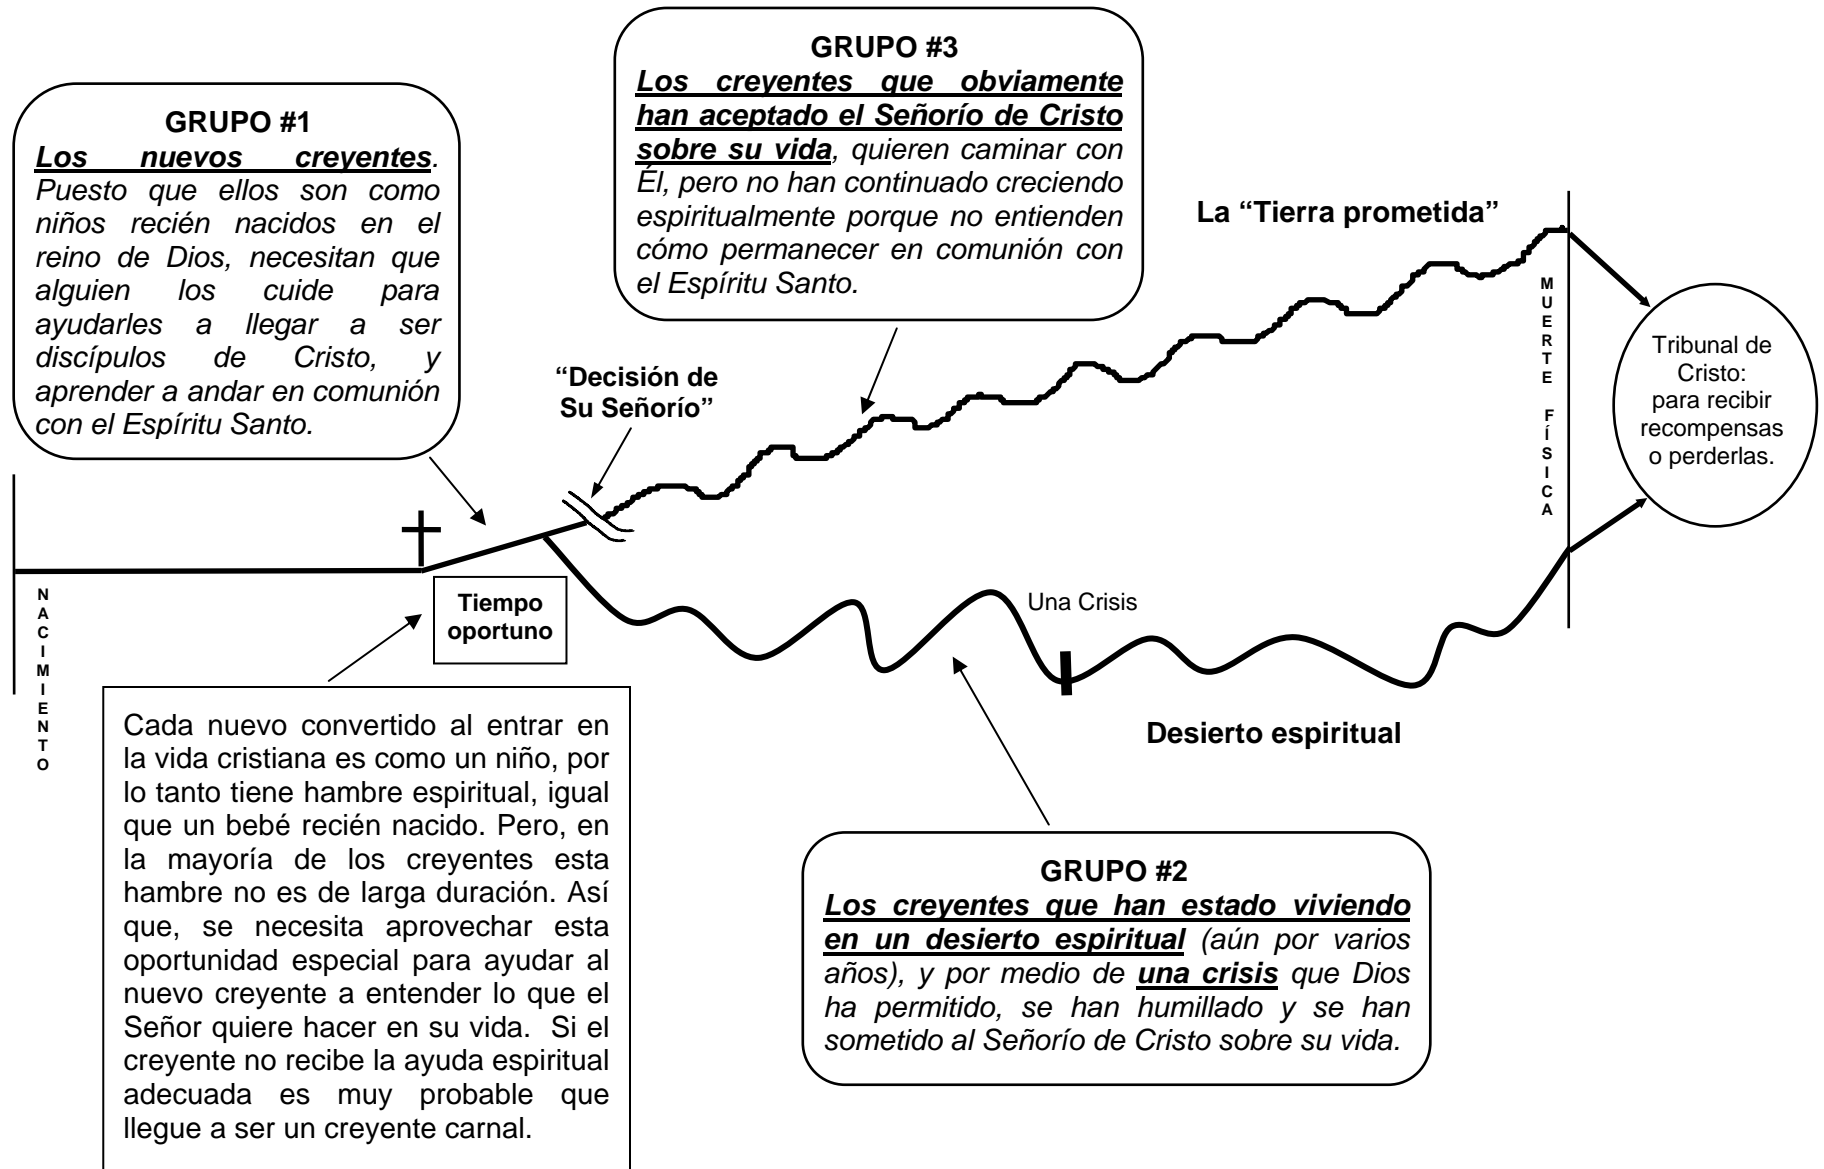 GRUPO #1
Los nuevos creyentes.
Puesto que ellos son como
niños recién nacidos en el
reino de Dios, necesitan que
alguien los cuide para
ayudarles a llegar a ser
discípulos de Cristo, y
aprender a andar en comunión
con el Espíritu Santo.
GRUPO #3
Los creyentes que obviamente
han aceptado el Señorío de Cristo
sobre su vida, quieren caminar con
Él, pero no han continuado creciendo
espiritualmente porque no entienden
cómo permanecer en comunión con
el Espíritu Santo.
La “Tierra prometida”
“Decisión de
Su Señorío”
MUERTE FÍSICA
Tribunal de
Cristo:
para recibir
recompensas
o perderlas.
NACIMIENTO
Tiempo
oportuno
Una Crisis
Desierto espiritual
Cada nuevo convertido al entrar en
la vida cristiana es como un niño, por
lo tanto tiene hambre espiritual, igual
que un bebé recién nacido. Pero, en
la mayoría de los creyentes esta
hambre no es de larga duración. Así
que, se necesita aprovechar esta
oportunidad especial para ayudar al
nuevo creyente a entender lo que el
Señor quiere hacer en su vida.  Si el
creyente no recibe la ayuda espiritual
adecuada es muy probable que
llegue a ser un creyente carnal.
GRUPO #2
Los creyentes que han estado viviendo
en un desierto espiritual (aún por varios
años), y por medio de una crisis que Dios
ha permitido, se han humillado y se han
sometido al Señorío de Cristo sobre su vida.